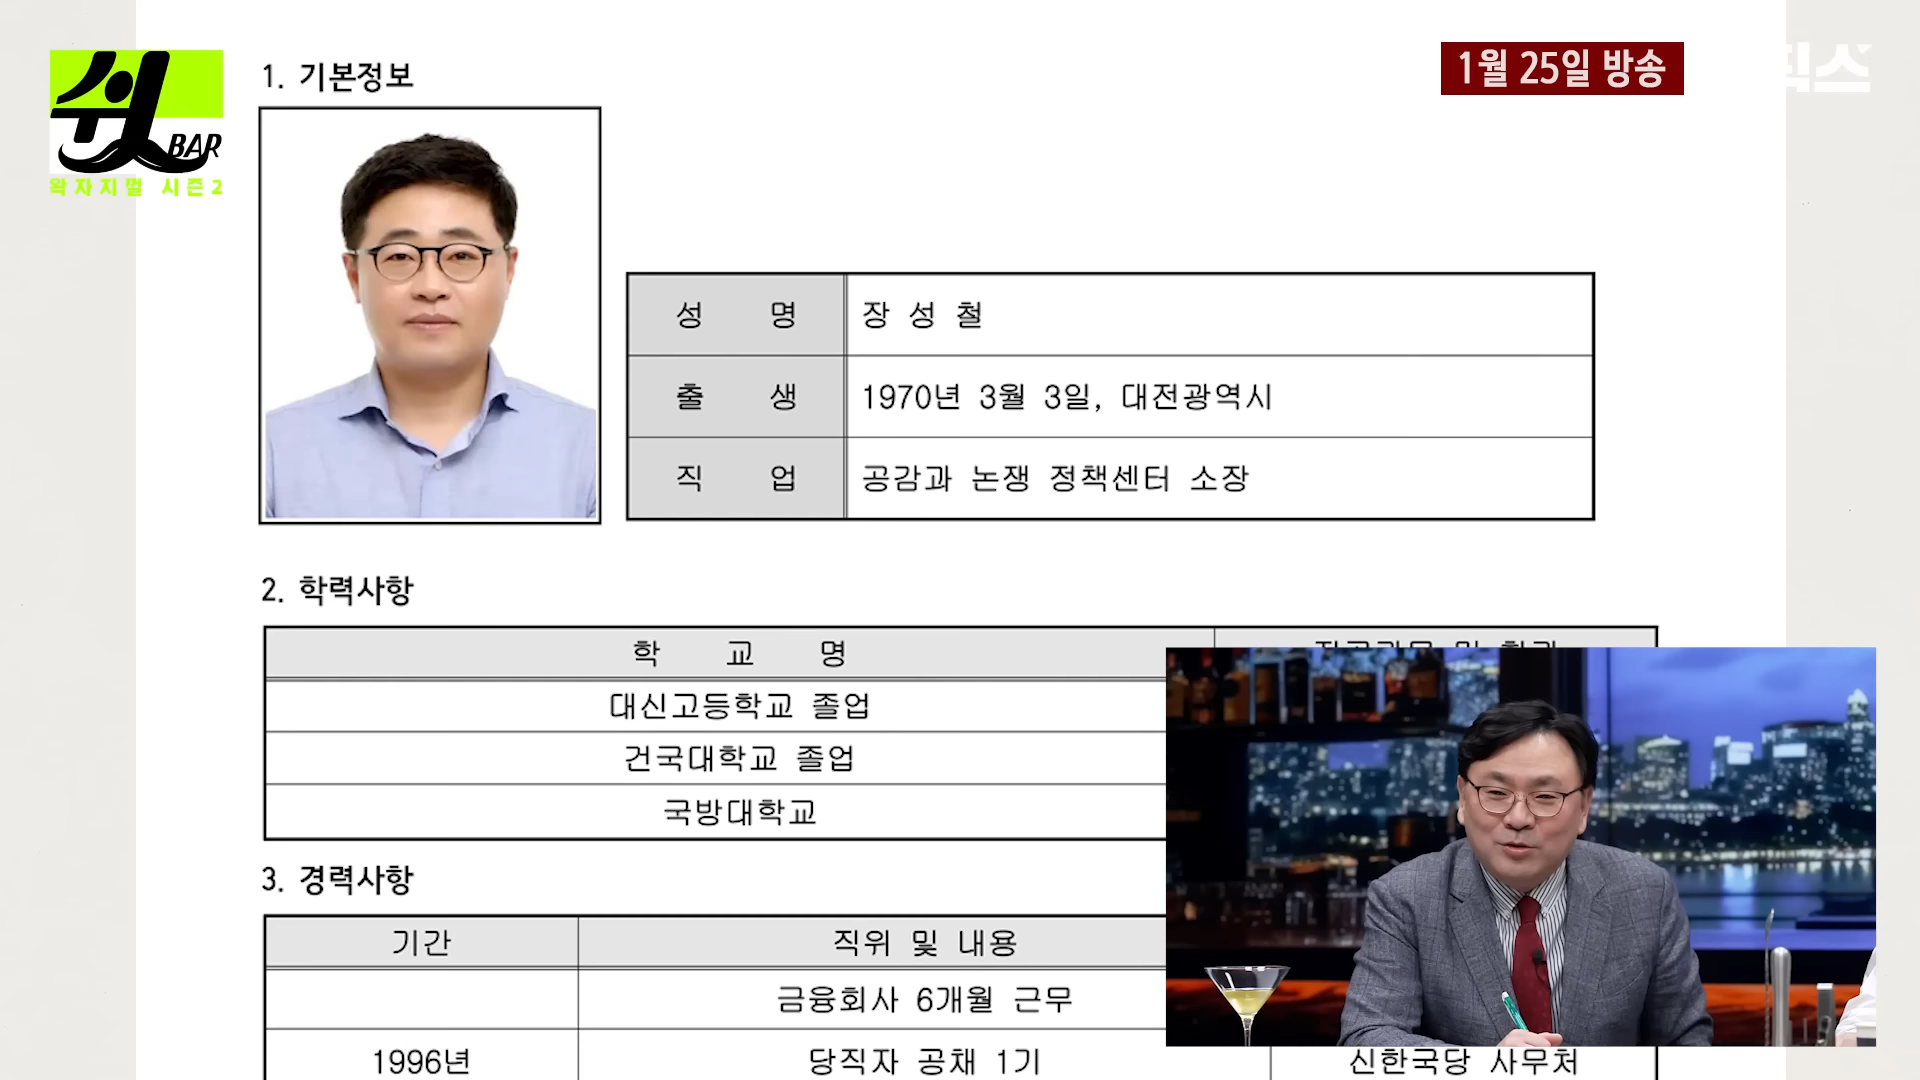 쉿
BAR
왁자지껄 시즌2
1월 25일 방송
픽스
1. 기본정보
성 명 장 성 철
출 생 1970년 3월 3일, 대전광역시
직 업 공감과 논쟁 정책센터 소장
2. 학력사항
학 교 명
대신고등학교 졸업
건국대학교 졸업
국방대학교
3. 경력사항
기간 직위 및 내용
금융회사 6개월 근무
1996년 당직자 공채 1기 신한국당 사무처